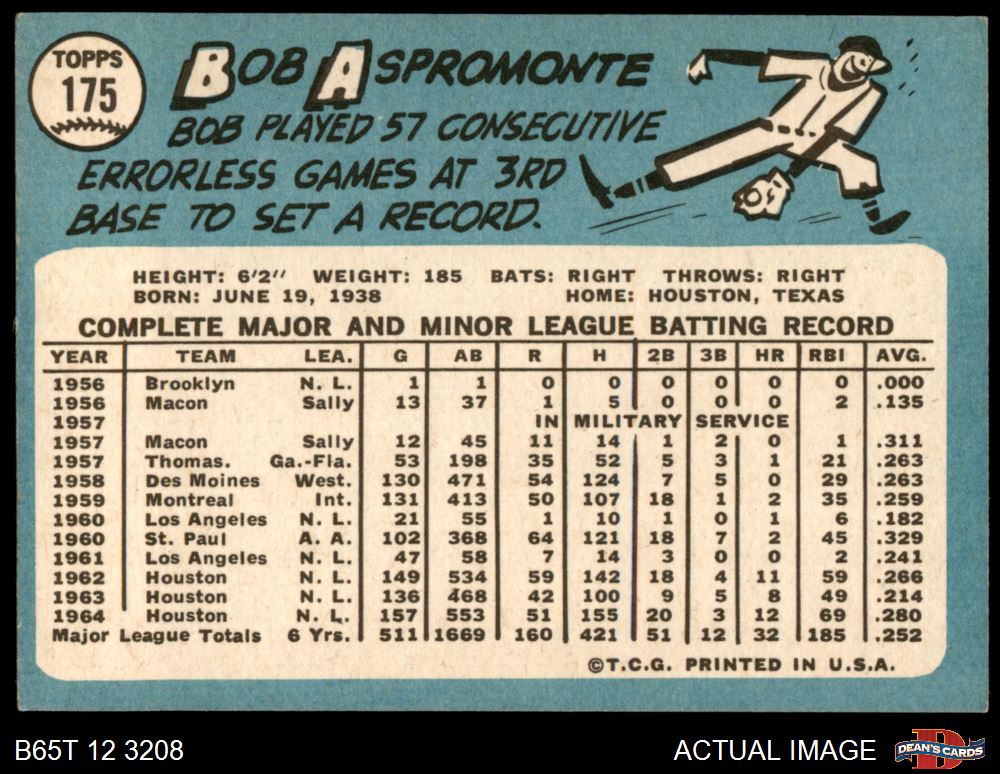 TOPPS
175
BOB ASPROMONTE
BOB PLAYED 57 CONSECUTIVE
ERRORLESS GAMES AT 3RD
BASE TO SET A RECORD.
HEIGHT: 6'2" WEIGHT: 185 BATS: RIGHT THROWS: RIGHT
BORN: JUNE 19, 1938 HOME: HOUSTON, TEXAS
COMPLETE MAJOR AND MINOR LEAGUE BATTING RECORD
YEAR TEAM LEA. G AB R H 2B 3B HR RBI AVG.
1956 Brooklyn N. L. 1 1 0 0 0 0 0 0 .000
1956 Macon Sally 13 37 1 5 0 0 0 2 .135
1957 IN MILITARY SERVICE
1957 Macon Sally 12 45 11 14 1 2 0 1 .311
1957 Thomas. Ga.-Fla. 53 198 35 52 5 3 1 21 .263
1958 Des Moines West. 130 471 54 124 7 5 0 29 .263
1959 Montreal Int. 131 413 50 107 18 1 2 35 .259
1960 Los Angeles N. L. 21 55 1 10 1 0 1 6 .182
1960 St. Paul A. A. 102 368 64 121 18 7 2 45 .329
1961 Los Angeles N. L. 47 58 7 14 3 0 0 2 .241
1962 Houston N. L. 149 534 59 142 18 4 11 59 .266
1963 Houston N. L. 136 468 42 100 9 5 8 49 .214
1964 Houston N. L. 157 553 51 155 20 3 12 69 .280
Major League Totals 6 Yrs. 511 1669 160 421 51 12 32 185 .252
©T.C.G. PRINTED IN U.S.A.
B65T 12 3208
ACTUAL IMAGE
DEAN'S CARDS